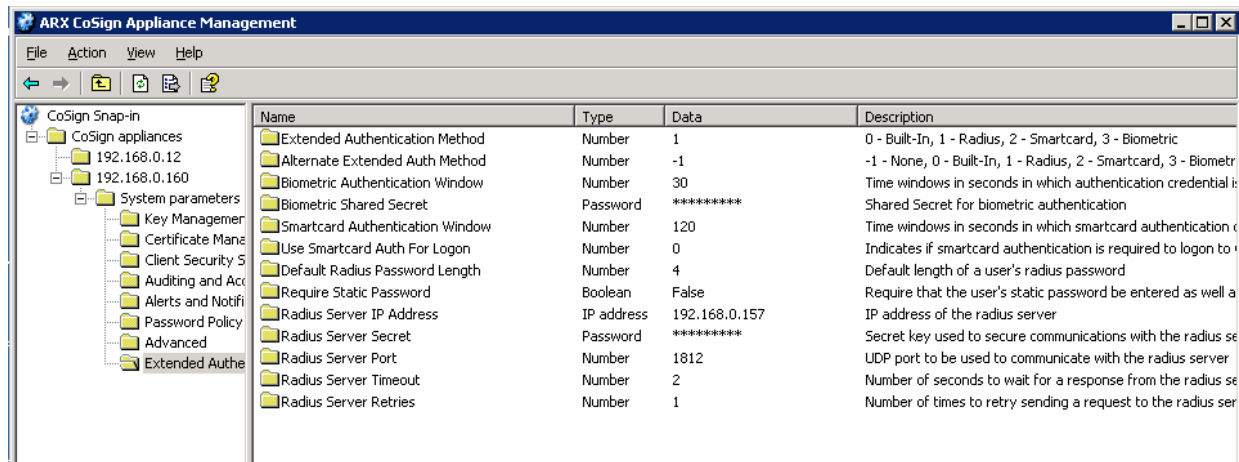 ARX CoSign Appliance Management
File Action View Help
CoSign Snap-in
CoSign appliances
192.168.0.12
192.168.0.160
System parameters
Key Managemer
Certificate Mana
Client Security S
Auditing and Acc
Alerts and Notifi
Password Policy
Advanced
Extended Authe
Name Type Data Description
Extended Authentication Method Number 1 0 - Built-In, 1 - Radius, 2 - Smartcard, 3 - Biometric
Alternate Extended Auth Method Number -1 -1 - None, 0 - Built-In, 1 - Radius, 2 - Smartcard, 3 - Biometr
Biometric Authentication Window Number 30 Time windows in seconds in which authentication credential is
Biometric Shared Secret Password ********* Shared Secret for biometric authentication
Smartcard Authentication Window Number 120 Time windows in seconds in which smartcard authentication
Use Smartcard Auth For Logon Number 0 Indicates if smartcard authentication is required to logon to
Default Radius Password Length Number 4 Default length of a user's radius password
Require Static Password Boolean False Require that the user's static password be entered as well a
Radius Server IP Address IP address 192.168.0.157 IP address of the radius server
Radius Server Secret Password ********* Secret key used to secure communications with the radius se
Radius Server Port Number 1812 UDP port to be used to communicate with the radius server
Radius Server Timeout Number 2 Number of seconds to wait for a response from the radius se
Radius Server Retries Number 1 Number of times to retry sending a request to the radius ser